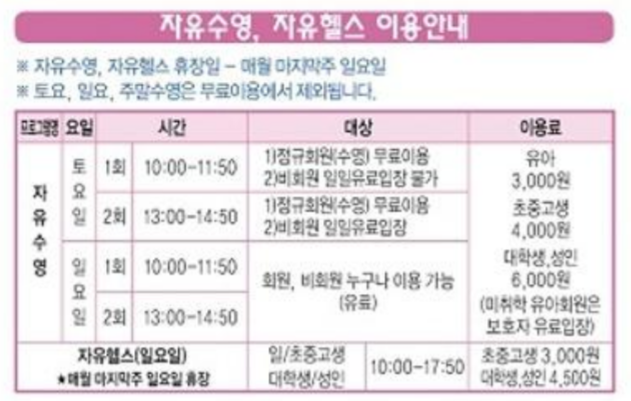 자유수영, 자유헬스 이용안내
※ 자유수영, 자유헬스 휴장일 - 매월 마지막주 일요일
※ 토요, 일요, 주말수영은 무료이용에서 제외됩니다.
프로그램명 요일 시간 대상 이용료
자유수영
토요일
1회 10:00-11:50
1)정규회원(수영) 무료이용
2)비회원 일일유료입장 불가
2회 13:00-14:50
1)정규회원(수영) 무료이용
2)비회원 일일유료입장
일요일
1회 10:00-11:50
2회 13:00-14:50
회원, 비회원 누구나 이용 가능
(유료)
유아
3,000원
초중고생
4,000원
대학생,성인
6,000원
(미취학 유아회원은
보호자 유료입장)
자유헬스(일요일)
★매월 마지막주 일요일 휴장
일/초중고생
대학생/성인
10:00-17:50
초중고생 3,000원
대학생,성인 4,500원